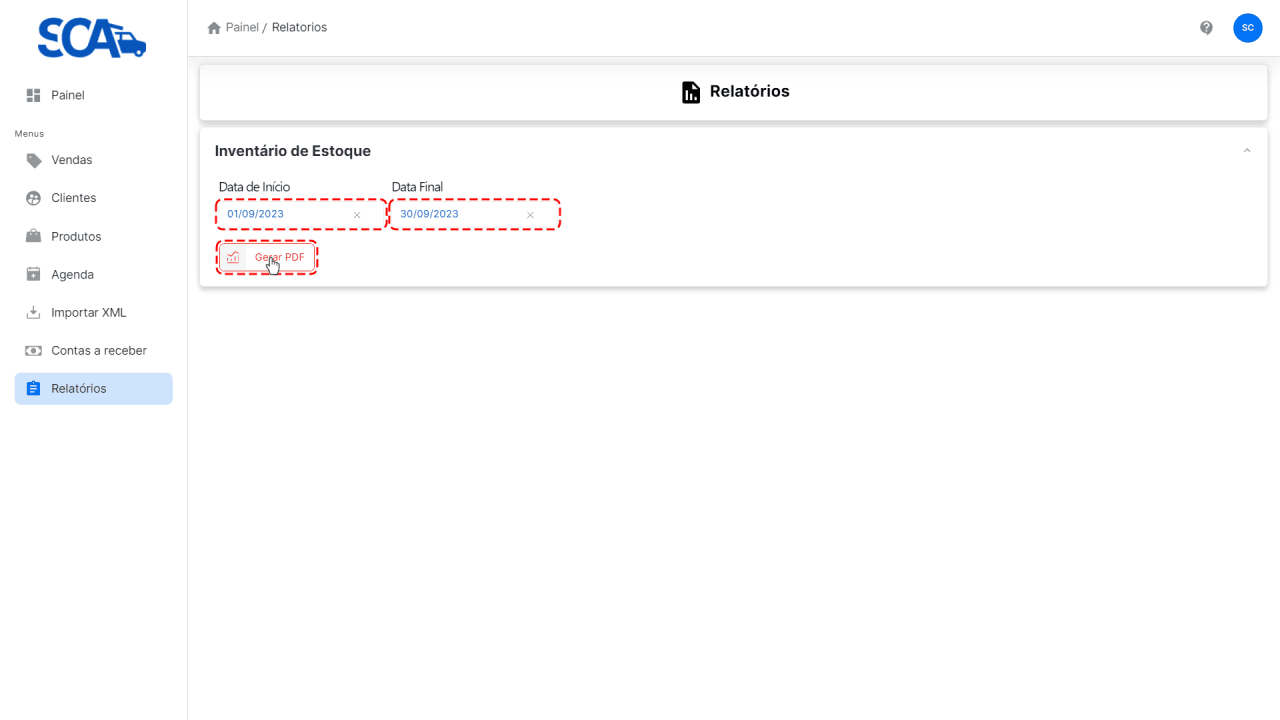 SCA
Painel / Relatorios
SC
Painel
Menus
Vendas
Clientes
Produtos
Agenda
Importar XML
Contas a receber
Relatórios
Relatórios
Inventário de Estoque
Data de Início
Data Final
01/09/2023
30/09/2023
Gerar PDF